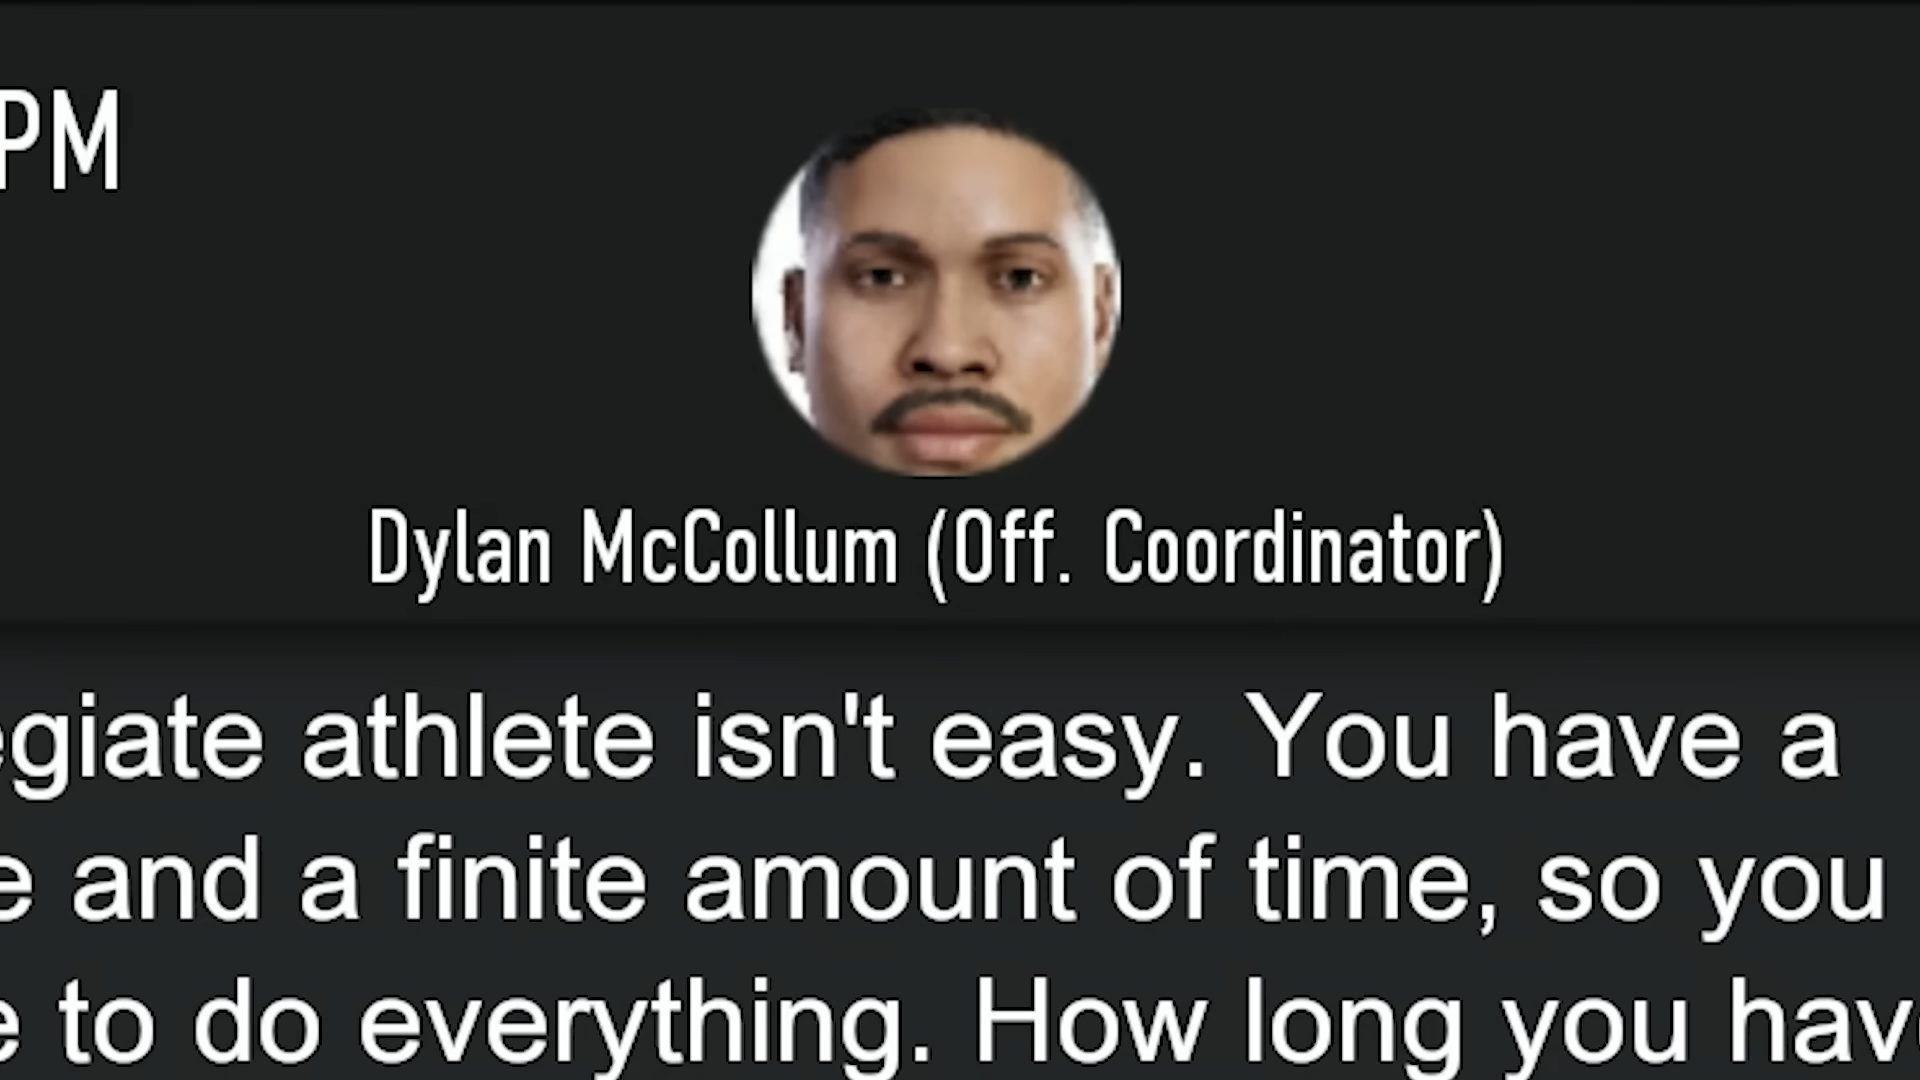 PM
Dylan McCollum (Off. Coordinator)
egiate athlete isn't easy. You have a
e and a finite amount of time, so you
e to do everything. How long you have